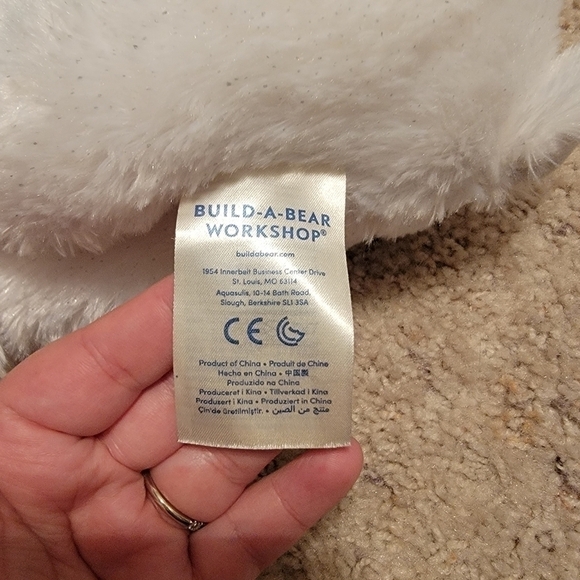 BUILD-A-BEAR
WORKSHOP®
buildabear.com
1954 Innerbelt Business Center Drive
St. Louis, MO 63114
Aquasulis, 10-14 Bath Road,
Slough, Berkshire SL1 3SA
CE
Product of China • Produit de Chine
Hecho en China • 中国製
Produzido na China
Produceret i Kina • Tillverkad i Kina
Produsert i Kina • Produziert in China
Çin'de üretilmiştir. • منتج من الصين